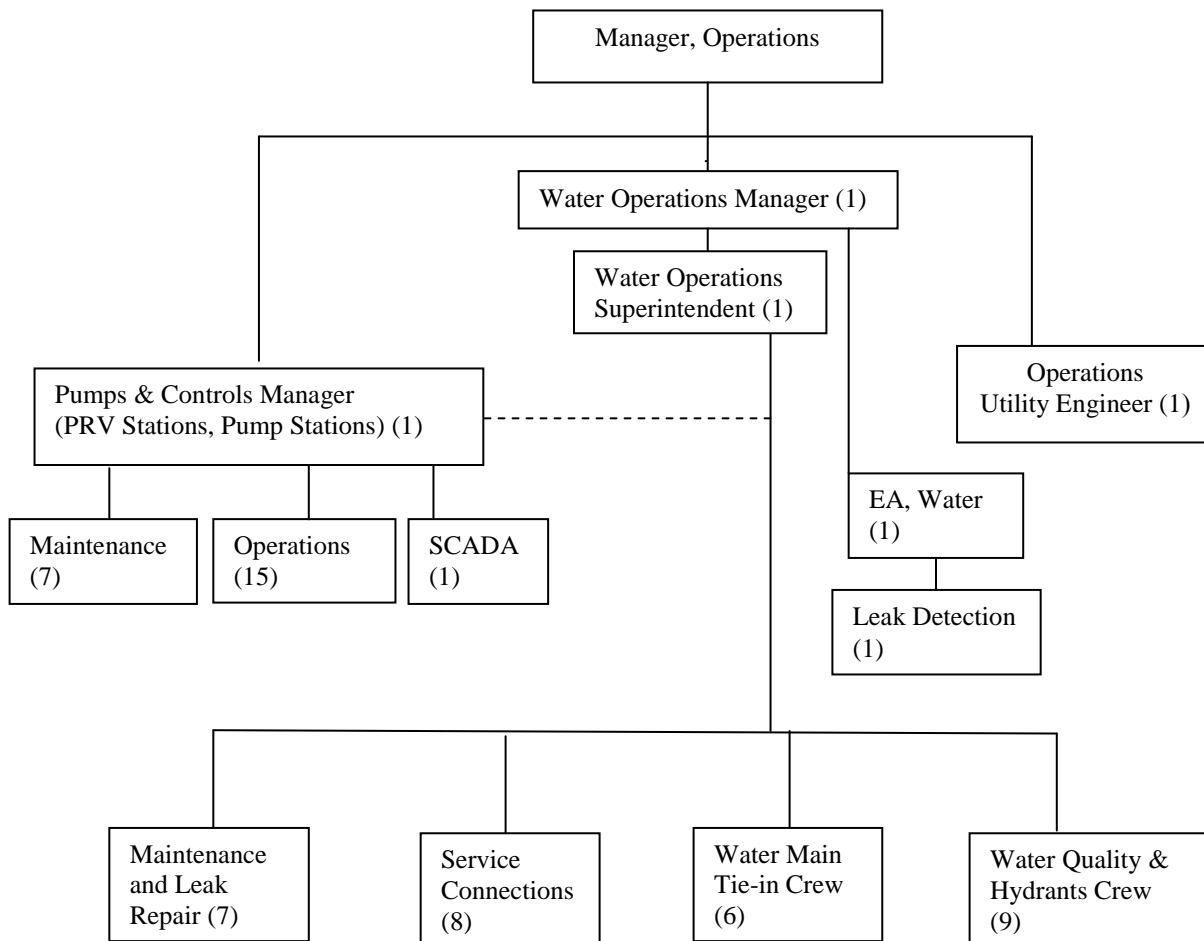 Manager, Operations
Water Operations Manager (1)
Water Operations
Superintendent (1)
Pumps & Controls Manager
(PRV Stations, Pump Stations) (1)
Operations
Utility Engineer (1)
Maintenance
(7)
Operations
(15)
SCADA
(1)
EA, Water
(1)
Leak Detection
(1)
Maintenance
and Leak
Repair (7)
Service
Connections
(8)
Water Main
Tie-in Crew
(6)
Water Quality &
Hydrants Crew
(9)